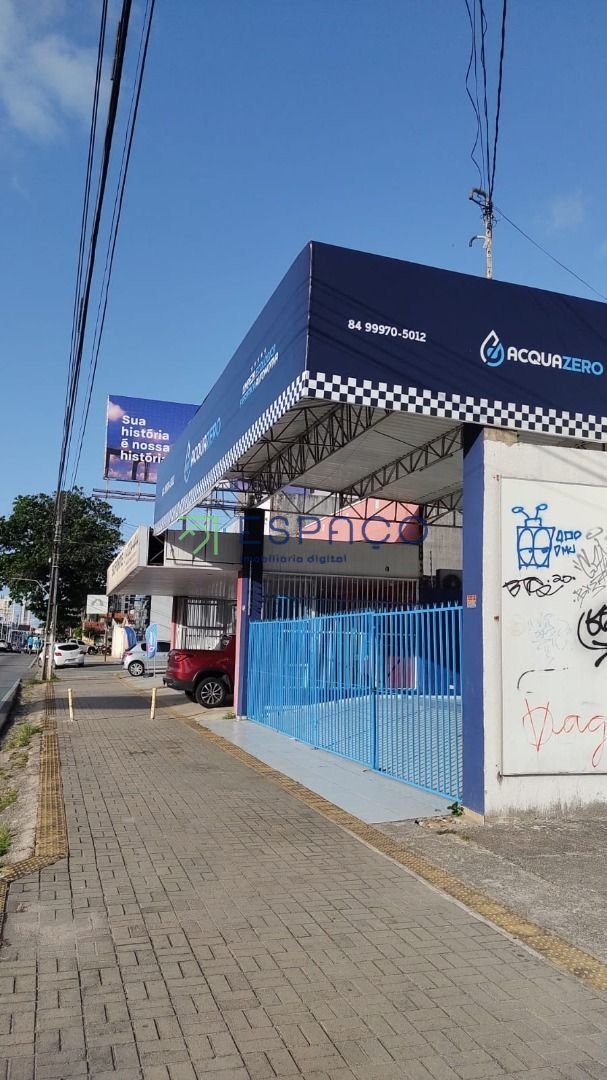 84 99970-5012
ACQUAZERO
Sua
história
é nossa
história
ACQUAZERO
ESPAÇO
imobiliária digital